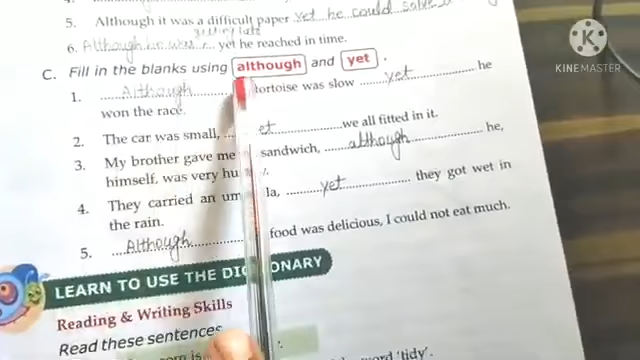 5. Although it was a difficult paper yet he could solve
6. Although he was getting late yet he reached in time.
C. Fill in the blanks using although and yet .
1. Although tortoise was slow yet he
won the race.
2. The car was small, et we all fitted in it.
3. My brother gave me sandwich, although he,
himself, was very hu
4. They carried an um la, yet they got wet in
the rain.
5. Although food was delicious, I could not eat much.
LEARN TO USE THE DIC ONARY
Reading & Writing Skills
Read these sentences
word 'tidy'.
K
KINEMASTER